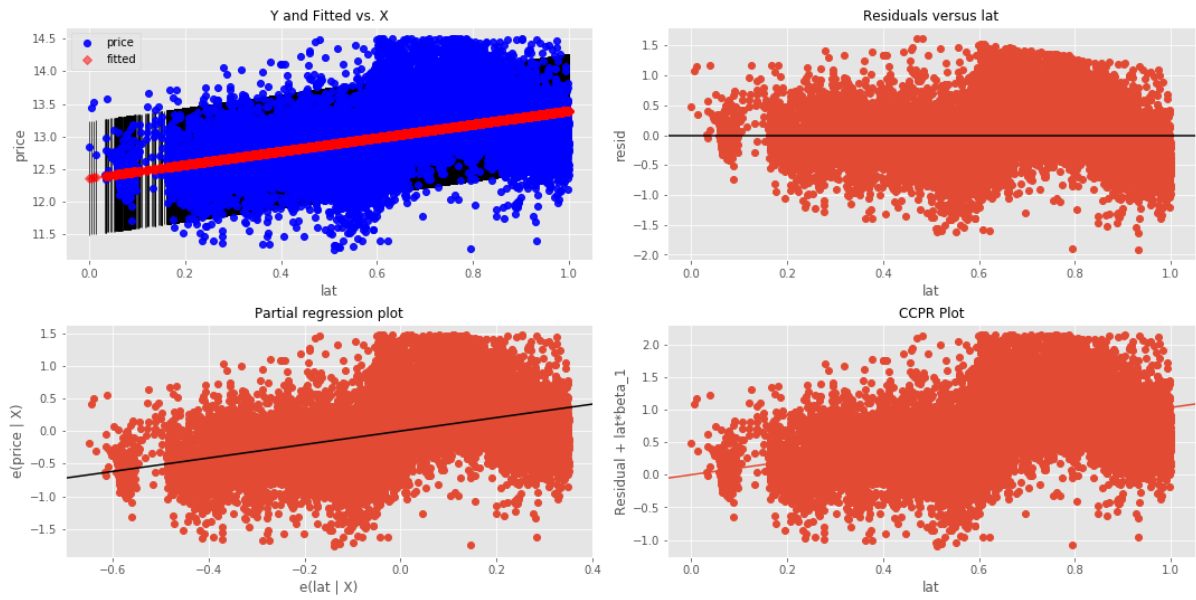 Y and Fitted vs. X
price
fitted
14.5
14.0
13.5
13.0
12.5
12.0
11.5
price
0.0 0.2 0.4 0.6 0.8 1.0
lat
Residuals versus lat
1.5
1.0
0.5
0.0
−0.5
−1.0
−1.5
−2.0
resid
0.0 0.2 0.4 0.6 0.8 1.0
lat
Partial regression plot
1.5
1.0
0.5
0.0
−0.5
−1.0
−1.5
e(price | X)
−0.6 −0.4 −0.2 0.0 0.2 0.4
e(lat | X)
CCPR Plot
2.0
1.5
1.0
0.5
0.0
−0.5
−1.0
Residual + lat*beta_1
0.0 0.2 0.4 0.6 0.8 1.0
lat